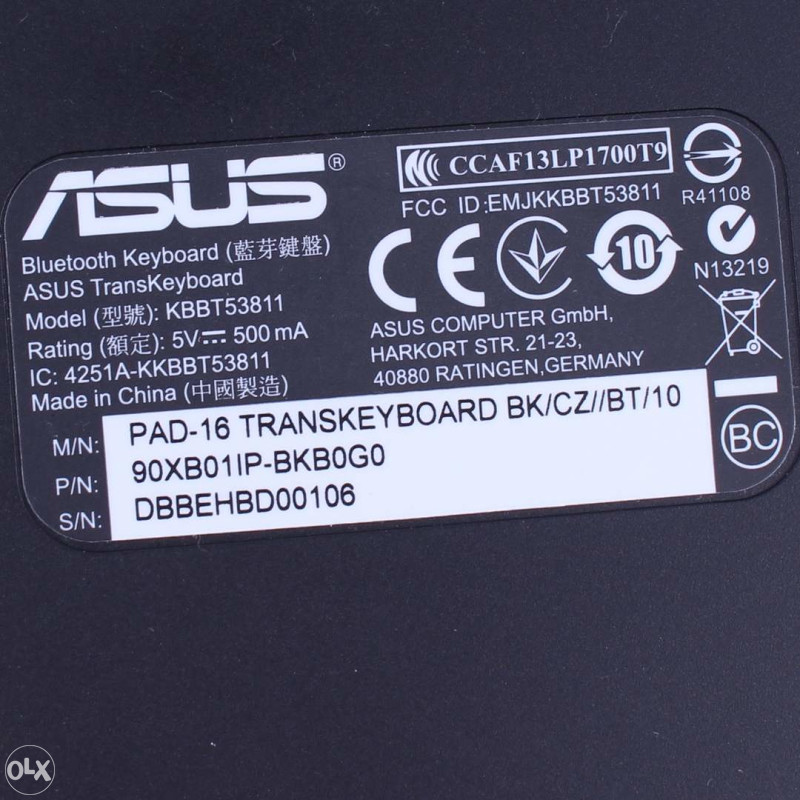 ASUS®
Bluetooth Keyboard (藍芽鍵盤)
ASUS TransKeyboard
Model (型號): KBBT53811
Rating (額定): 5V⎓ 500mA
IC: 4251A-KKBBT53811
Made in China (中國製造)
CCAF13LP1700T9
FCC ID:EMJKKBBT53811
R41108
CE
10
N13219
ASUS COMPUTER GmbH,
HARKORT STR. 21-23,
40880 RATINGEN,GERMANY
M/N: PAD-16 TRANSKEYBOARD BK/CZ//BT/10
P/N: 90XB01IP-BKB0G0
S/N: DBBEHBD00106
BC
OLX